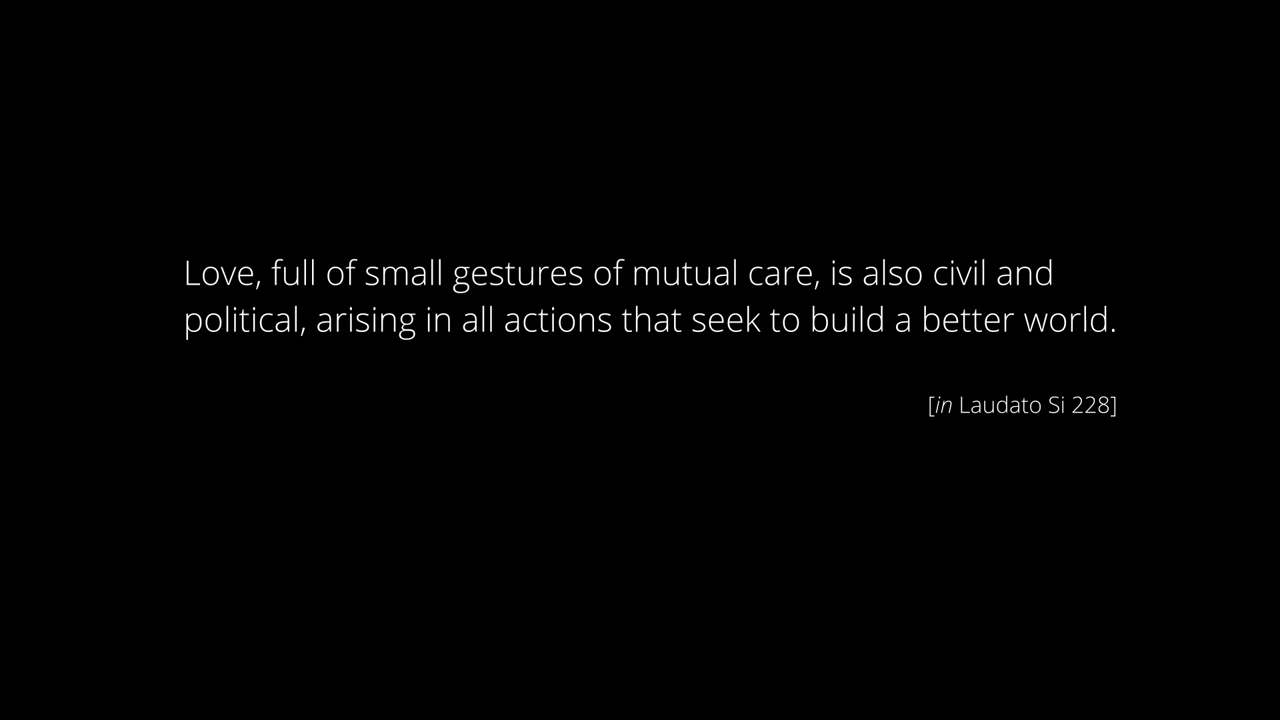 Love, full of small gestures of mutual care, is also civil and
political, arising in all actions that seek to build a better world.
[in Laudato Si 228]